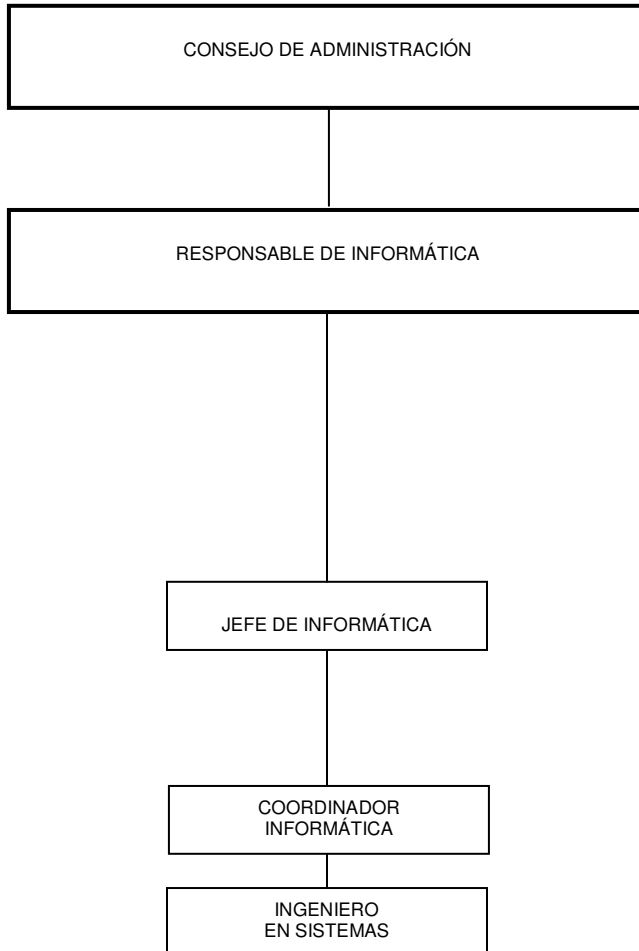 CONSEJO DE ADMINISTRACIÓN
RESPONSABLE DE INFORMÁTICA
JEFE DE INFORMÁTICA
COORDINADOR
INFORMÁTICA
INGENIERO
EN SISTEMAS